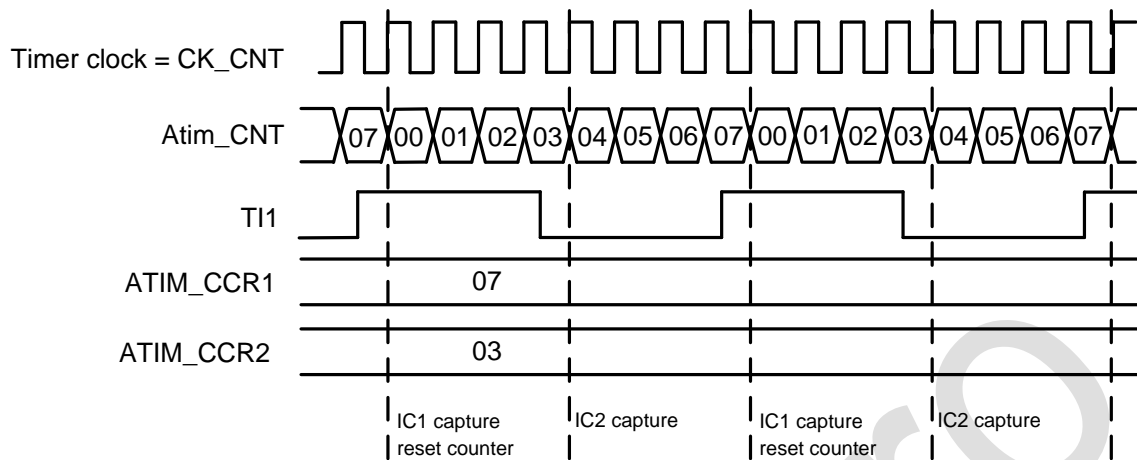 Timer clock = CK_CNT
Atim_CNT 07 00 01 02 03 04 05 06 07 00 01 02 03 04 05 06 07
TI1
ATIM_CCR1 07
ATIM_CCR2 03
IC1 capture IC2 capture IC1 capture IC2 capture
reset counter reset counter